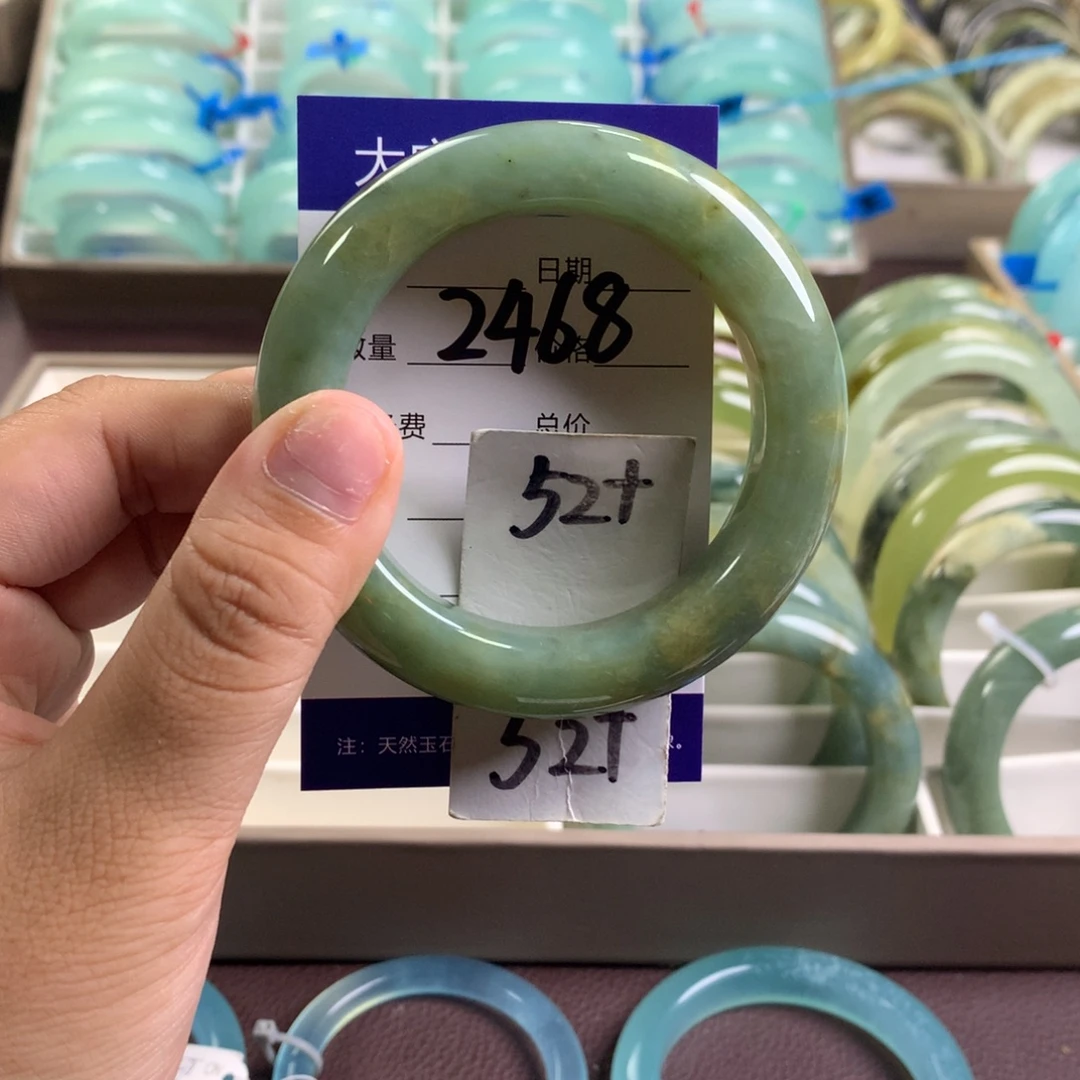 大
日期
2468
数量
费 总价
52+
52+
注：天然玉石